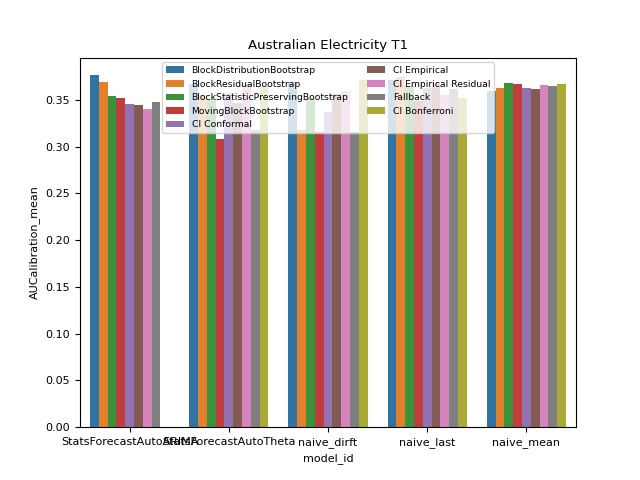 Australian Electricity T1
BlockDistributionBootstrap
BlockResidualBootstrap
BlockStatisticPreservingBootstrap
MovingBlockBootstrap
CI Conformal
CI Empirical
CI Empirical Residual
Fallback
CI Bonferroni
AUCalibration_mean
0.35
0.30
0.25
0.20
0.15
0.10
0.05
0.00
StatsForecastAutoARIMA
StatsForecastAutoTheta
naive_dirft
naive_last
naive_mean
model_id